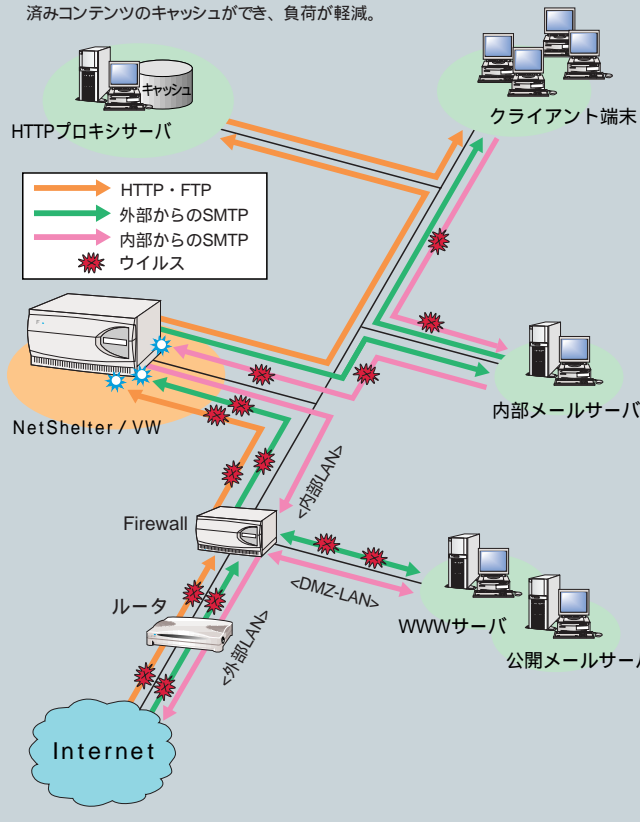 済みコンテンツのキャッシュができ、負荷が軽減。
キャッシュ
HTTPプロキシサーバ
クライアント端末
HTTP・FTP
外部からのSMTP
内部からのSMTP
ウイルス
NetShelter / VW
内部メールサーバ
<内部LAN>
Firewall
<DMZ-LAN>
ルータ
<外部LAN>
WWWサーバ
公開メールサーバ
Internet